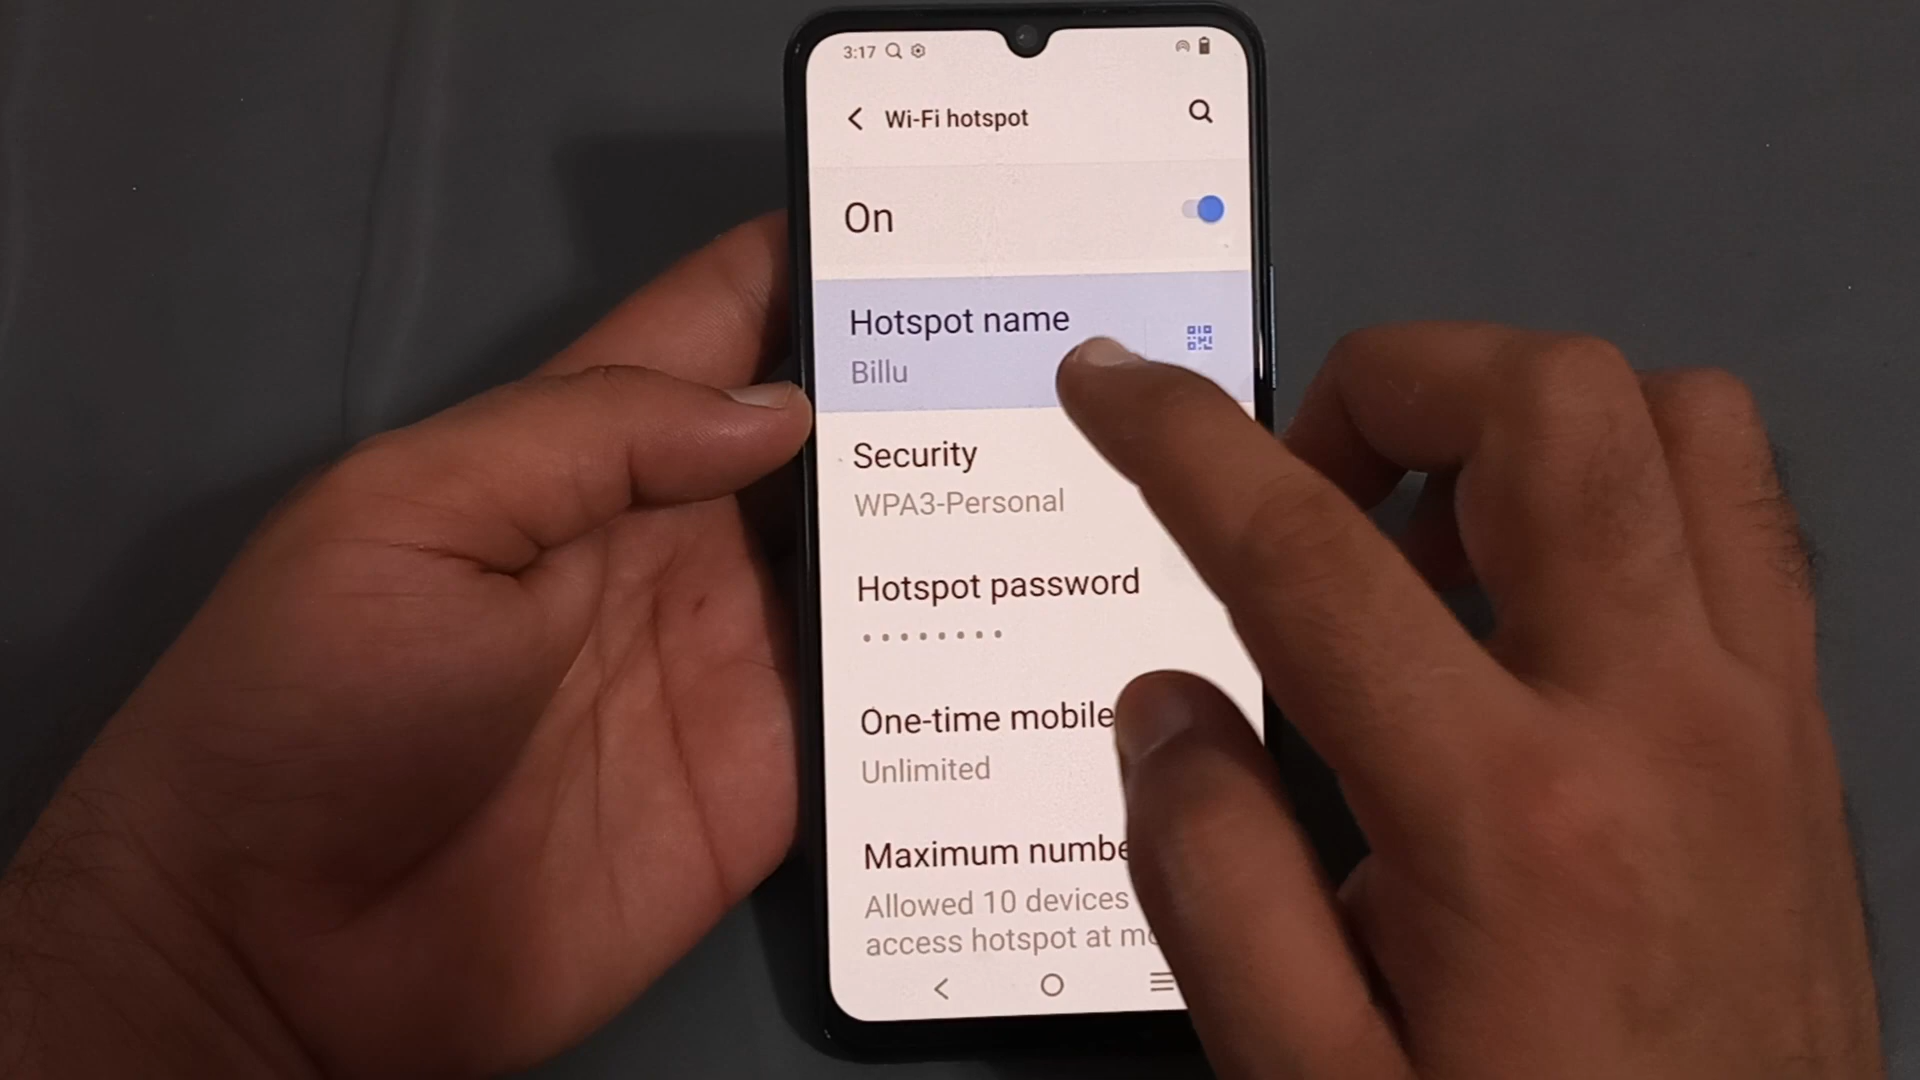 3:17
Wi-Fi hotspot
On
Hotspot name
Billu
Security
WPA3-Personal
Hotspot password
One-time mobile
Unlimited
Maximum
Allowed 10 devices
access hotspot at